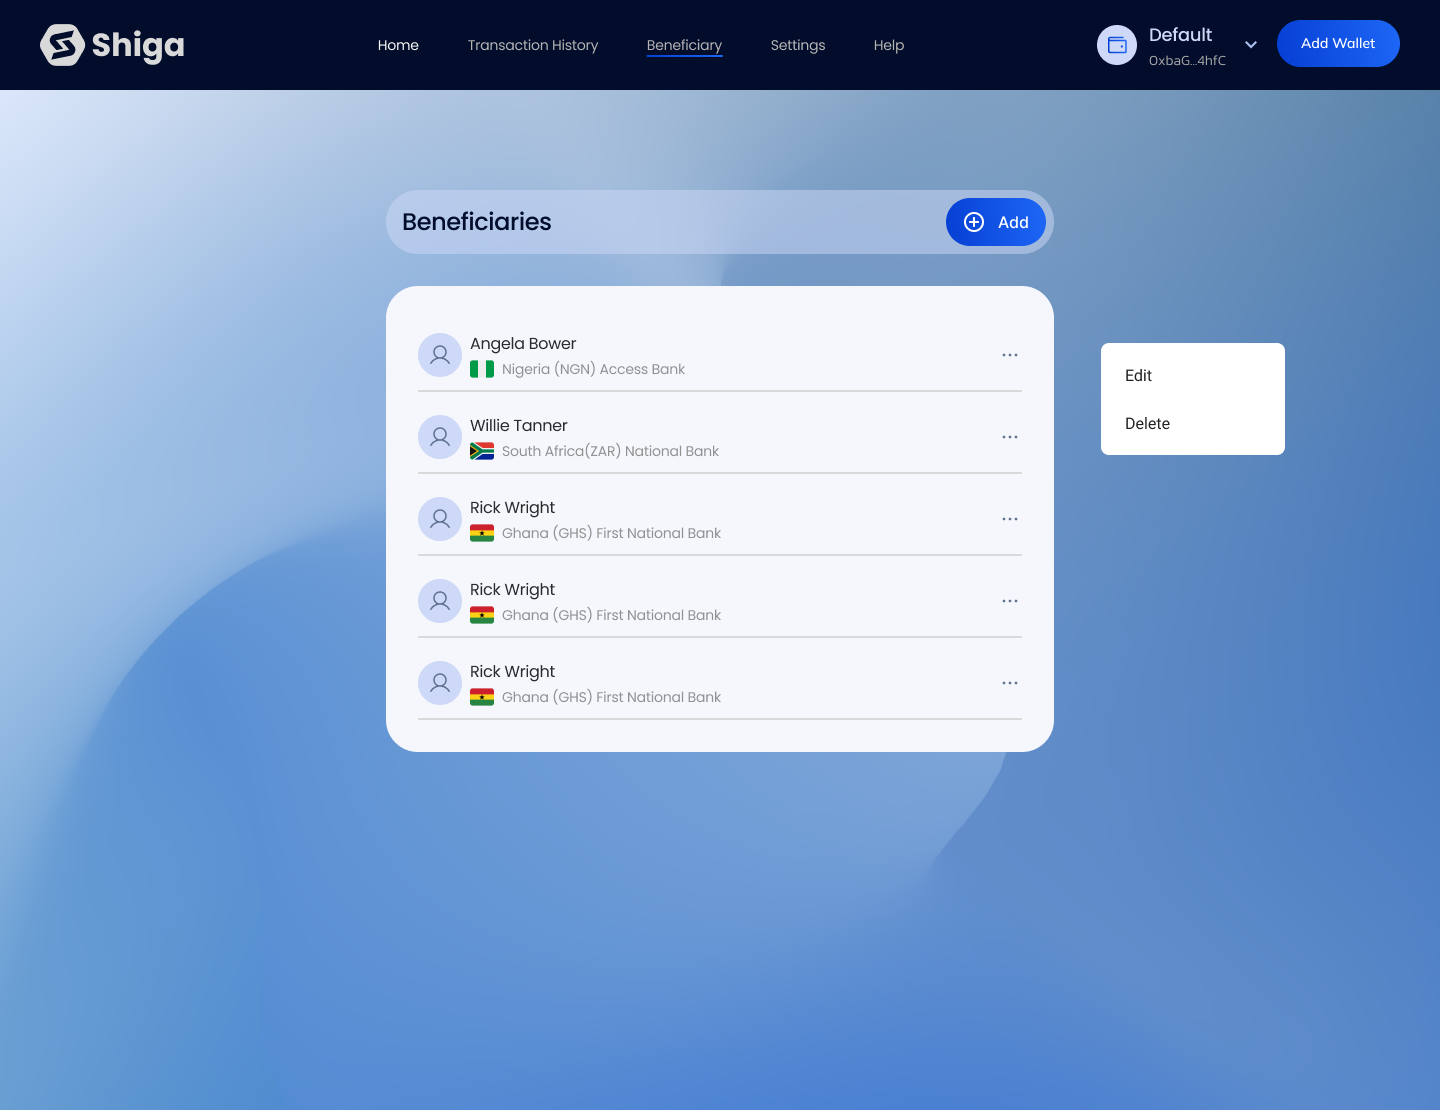 Shiga
Home
Transaction History
Beneficiary
Settings
Help
Default
0xbaG...4hfC
Add Wallet
Beneficiaries
Add
Angela Bower
Nigeria (NGN) Access Bank
Willie Tanner
South Africa(ZAR) National Bank
Rick Wright
Ghana (GHS) First National Bank
Rick Wright
Ghana (GHS) First National Bank
Rick Wright
Ghana (GHS) First National Bank
Edit
Delete